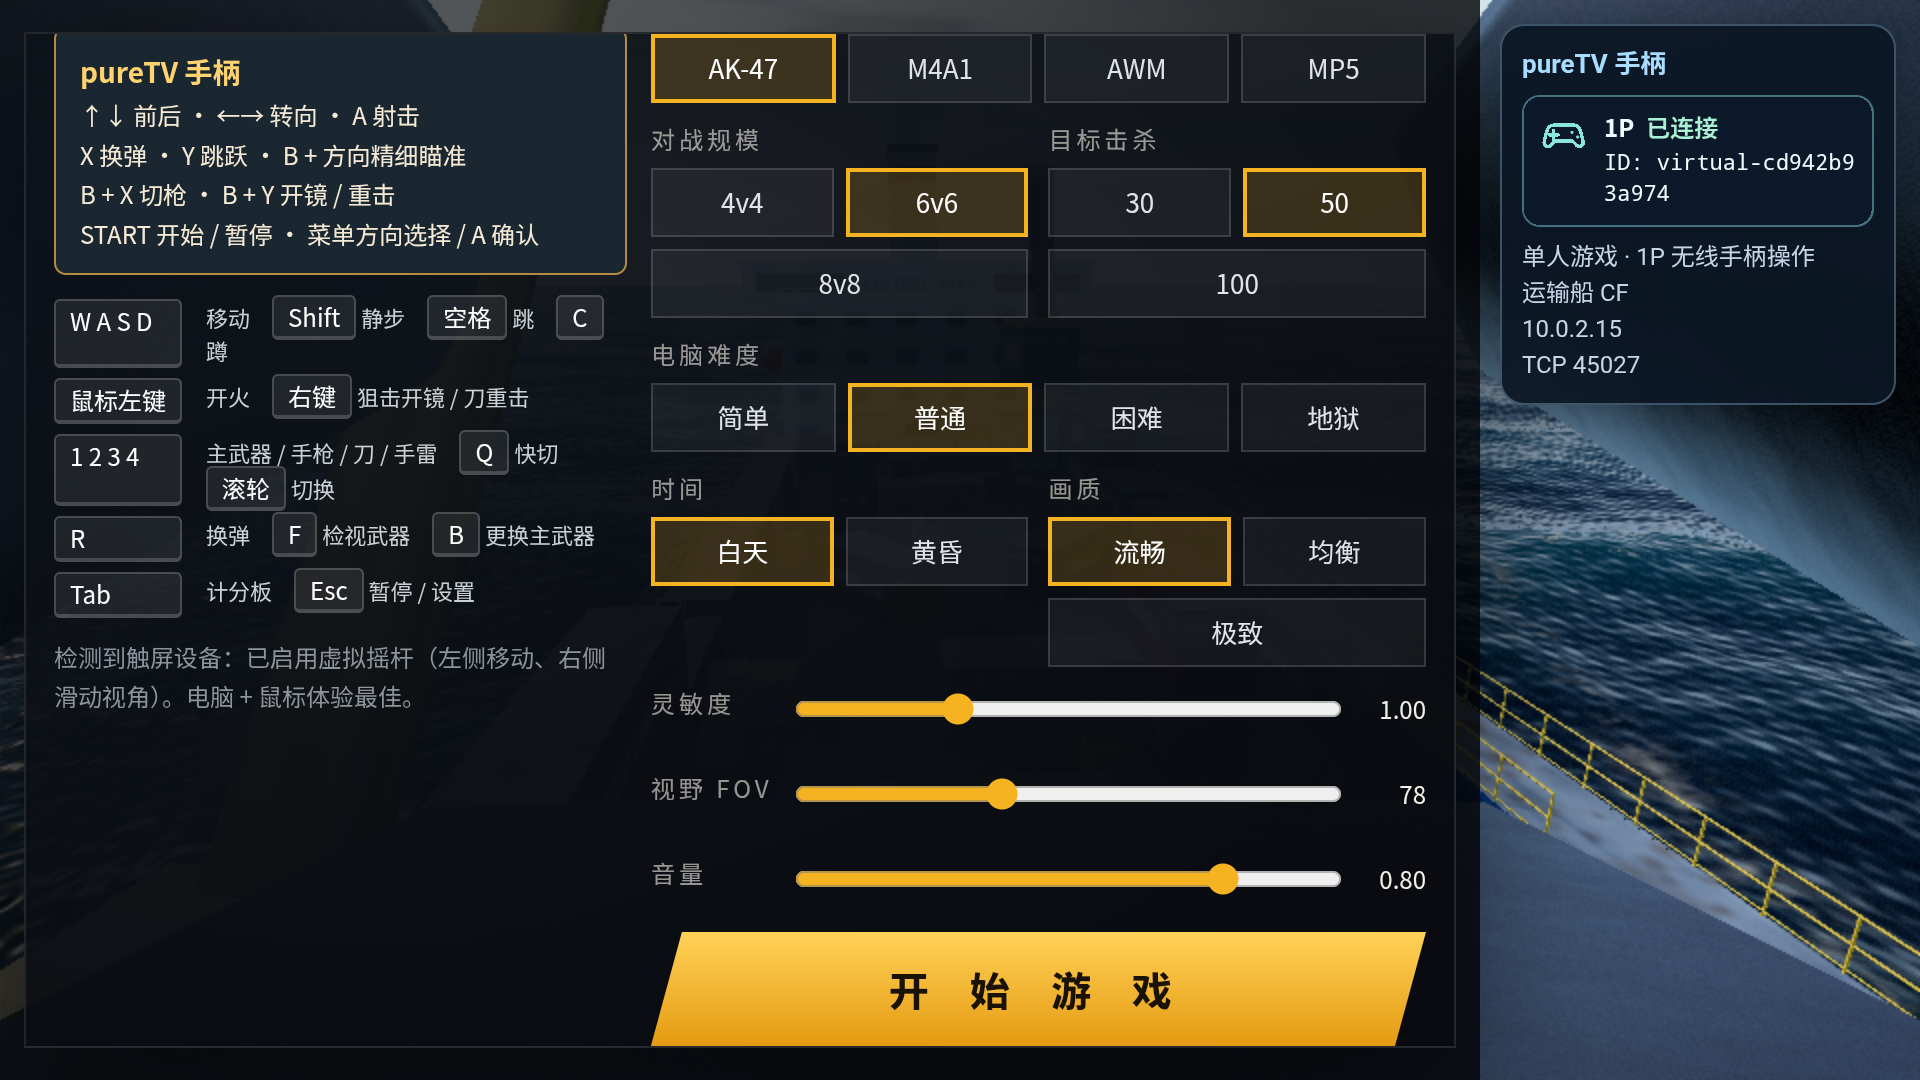 pureTV 手柄
↑↓ 前后 · ←→ 转向 · A 射击
X 换弹 · Y 跳跃 · B + 方向精细瞄准
B + X 切枪 · B + Y 开镜 / 重击
START 开始 / 暂停 · 菜单方向选择 / A 确认
W A S D 移动 Shift 静步 空格 跳 C
蹲
鼠标左键 开火 右键 狙击开镜 / 刀重击
1 2 3 4 主武器 / 手枪 / 刀 / 手雷 Q 快切
滚轮 切换
R 换弹 F 检视武器 B 更换主武器
Tab 计分板 Esc 暂停 / 设置
检测到触屏设备：已启用虚拟摇杆（左侧移动、右侧
滑动视角）。电脑 + 鼠标体验最佳。
AK-47 M4A1 AWM MP5
对战规模 目标击杀
4v4 6v6 30 50
8v8 100
电脑难度
简单 普通 困难 地狱
时间 画质
白天 黄昏 流畅 均衡
极致
灵敏度 1.00
视野 FOV 78
音量 0.80
开始游戏
pureTV 手柄
1P 已连接
ID: virtual-cd942b9
3a974
单人游戏 · 1P 无线手柄操作
运输船 CF
10.0.2.15
TCP 45027